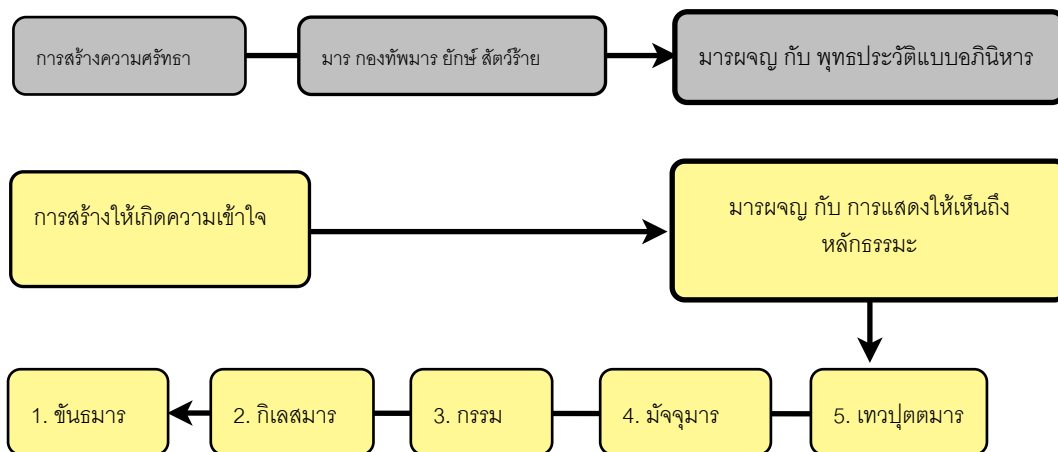 การสร้างความศรัทธา
มาร กองทัพมาร ยักษ์ สัตว์ร้าย
มารผจญ กับ พุทธประวัติแบบอภินิหาร
การสร้างให้เกิดความเข้าใจ
มารผจญ กับ การแสดงให้เห็นถึง
หลักธรรมะ
1. ขันธมาร
2. กิเลสมาร
3. กรรม
4. มัจจุมาร
5. เทวปุตตมาร